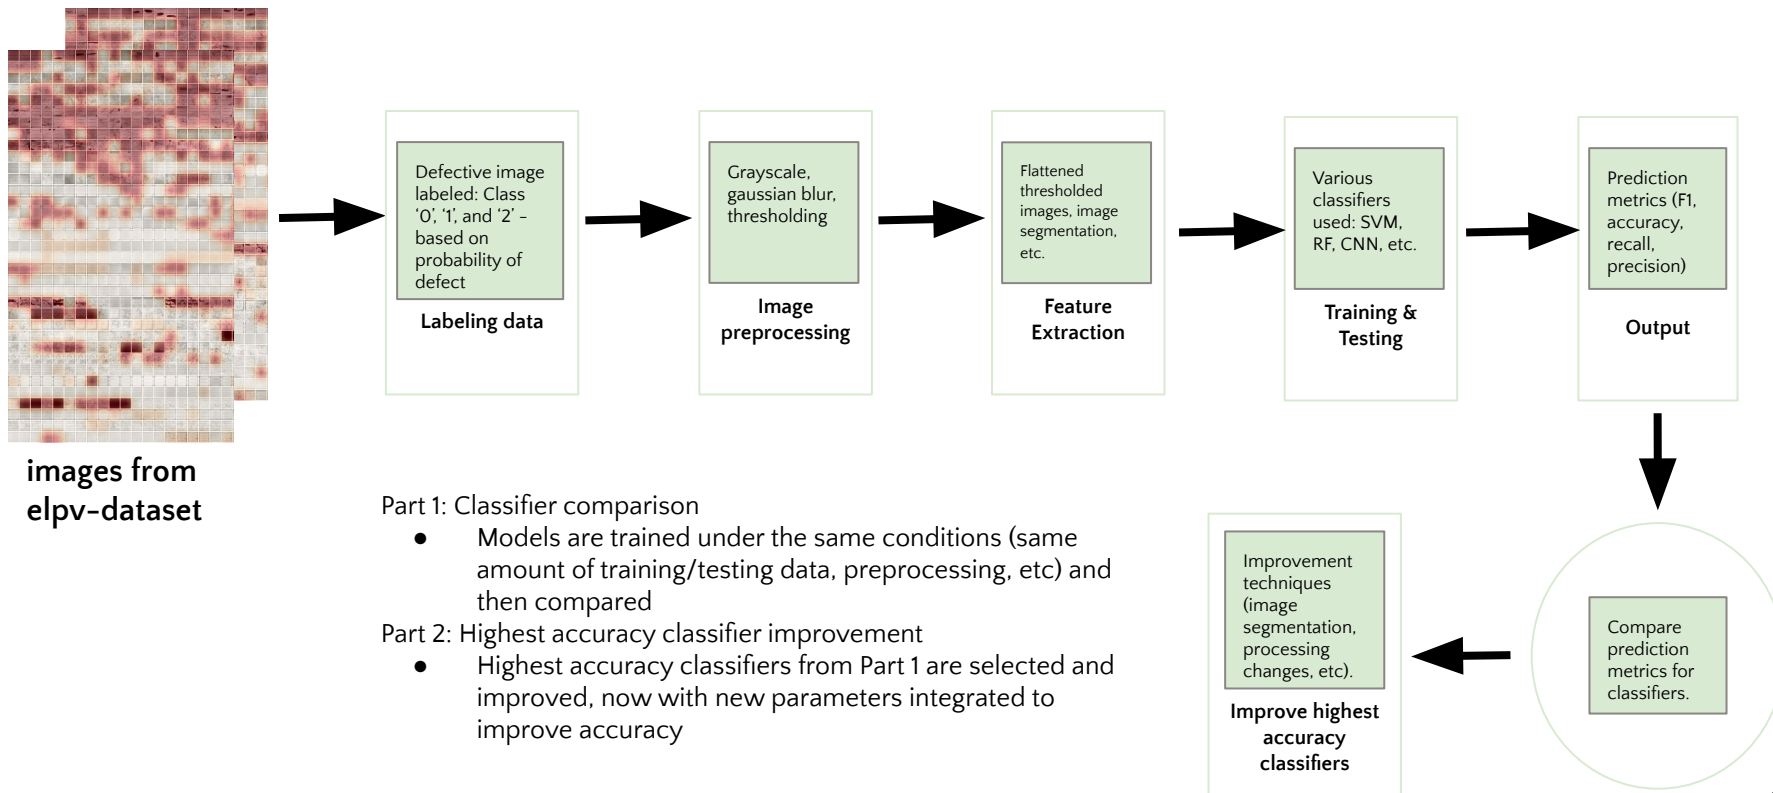 images from
elpv-dataset
Defective image
labeled: Class
‘0’, ‘1’, and ‘2’ -
based on
probability of
defect
Labeling data
Grayscale,
gaussian blur,
thresholding
Image
preprocessing
Flattened
thresholded
images, image
segmentation,
etc.
Feature
Extraction
Various
classifiers
used: SVM,
RF, CNN, etc.
Training &
Testing
Prediction
metrics (F1,
accuracy,
recall,
precision)
Output
Compare
prediction
metrics for
classifiers.
Improvement
techniques
(image
segmentation,
processing
changes, etc).
Improve highest
accuracy
classifiers
Part 1: Classifier comparison
● Models are trained under the same conditions (same
amount of training/testing data, preprocessing, etc) and
then compared
Part 2: Highest accuracy classifier improvement
● Highest accuracy classifiers from Part 1 are selected and
improved, now with new parameters integrated to
improve accuracy